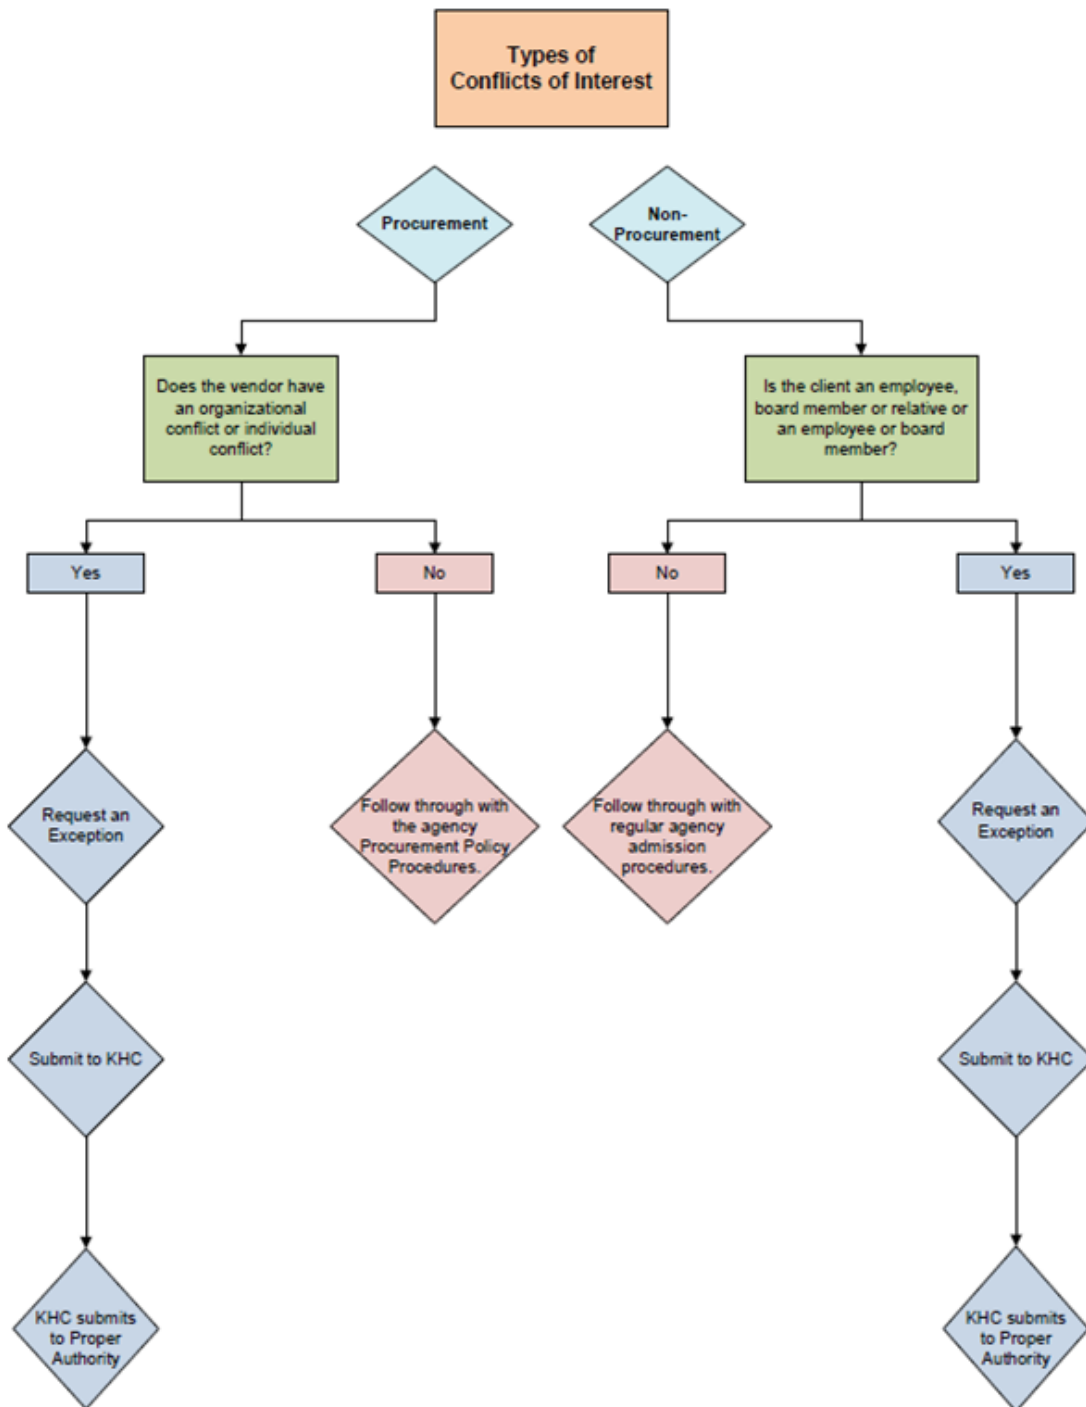 Types of
Conflicts of Interest
Procurement
Non-
Procurement
Does the vendor have
an organizational
conflict or individual
conflict?
Is the client an employee,
board member or relative or
an employee or board
member?
Yes
No
No
Yes
Request an
Exception
Follow through with
the agency
Procurement Policy
Procedures.
Follow through with
regular agency
admission
procedures.
Request an
Exception
Submit to KHC
Submit to KHC
KHC submits
to Proper
Authority
KHC submits
to Proper
Authority